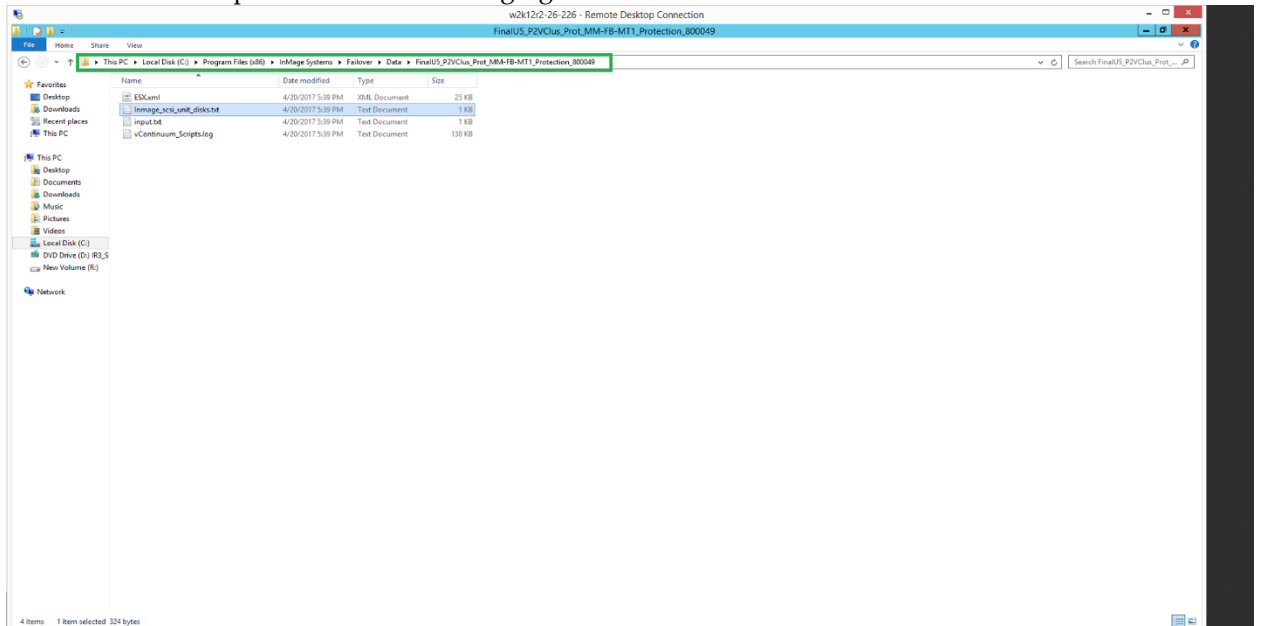 w2k12r2-26-226 - Remote Desktop Connection
FinalU5_P2VClus_Prot_MM-FB-MT1_Protection_800049
File Home Share View
This PC Local Disk (C:) Program Files (x86) InMage Systems Failover Data FinalU5_P2VClus_Prot_MM-FB-MT1_Protection_800049
Search FinalU5_P2VClus_Prot_...
Name Date modified Type Size
Favorites
Desktop
Downloads
Recent places
This PC
ESX.xml 4/20/2017 5:39 PM XML Document 25 KB
Inmage_scsi_unit_disks.txt 4/20/2017 5:39 PM Text Document 1 KB
input.txt 4/20/2017 5:39 PM Text Document 1 KB
vContinuum_Scripts.log 4/20/2017 5:39 PM Text Document 138 KB
This PC
Desktop
Documents
Downloads
Music
Pictures
Videos
Local Disk (C:)
DVD Drive (D:) IR3_S
New Volume (R:)
Network
4 items 1 item selected 324 bytes